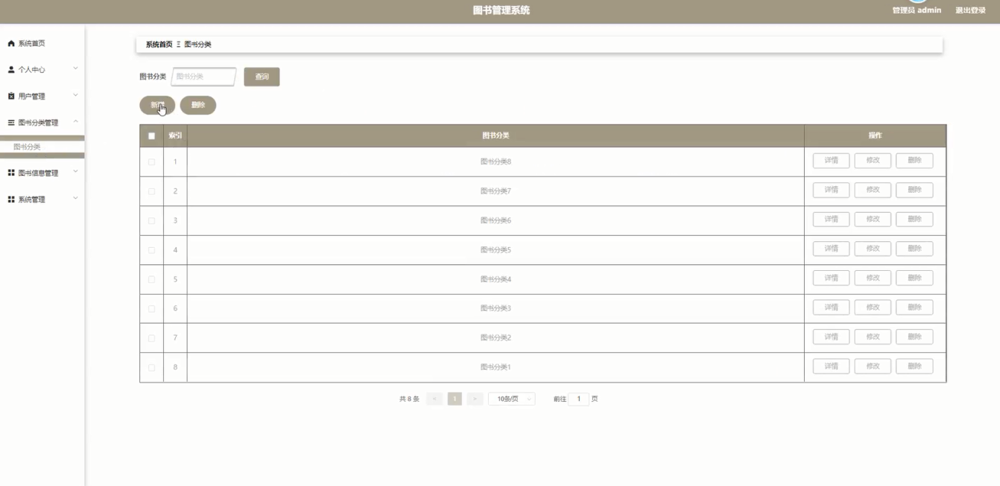 图书管理系统
管理员 admin 退出登录
系统首页
个人中心
用户管理
图书分类管理
图书分类
图书信息管理
系统管理
系统首页 Ξ 图书分类
图书分类 图书分类 查询
新增 删除
索引 图书分类 操作
1 图书分类8 详情 修改 删除
2 图书分类7 详情 修改 删除
3 图书分类6 详情 修改 删除
4 图书分类5 详情 修改 删除
5 图书分类4 详情 修改 删除
6 图书分类3 详情 修改 删除
7 图书分类2 详情 修改 删除
8 图书分类1 详情 修改 删除
共 8 条 < 1 > 10条/页 前往 1 页